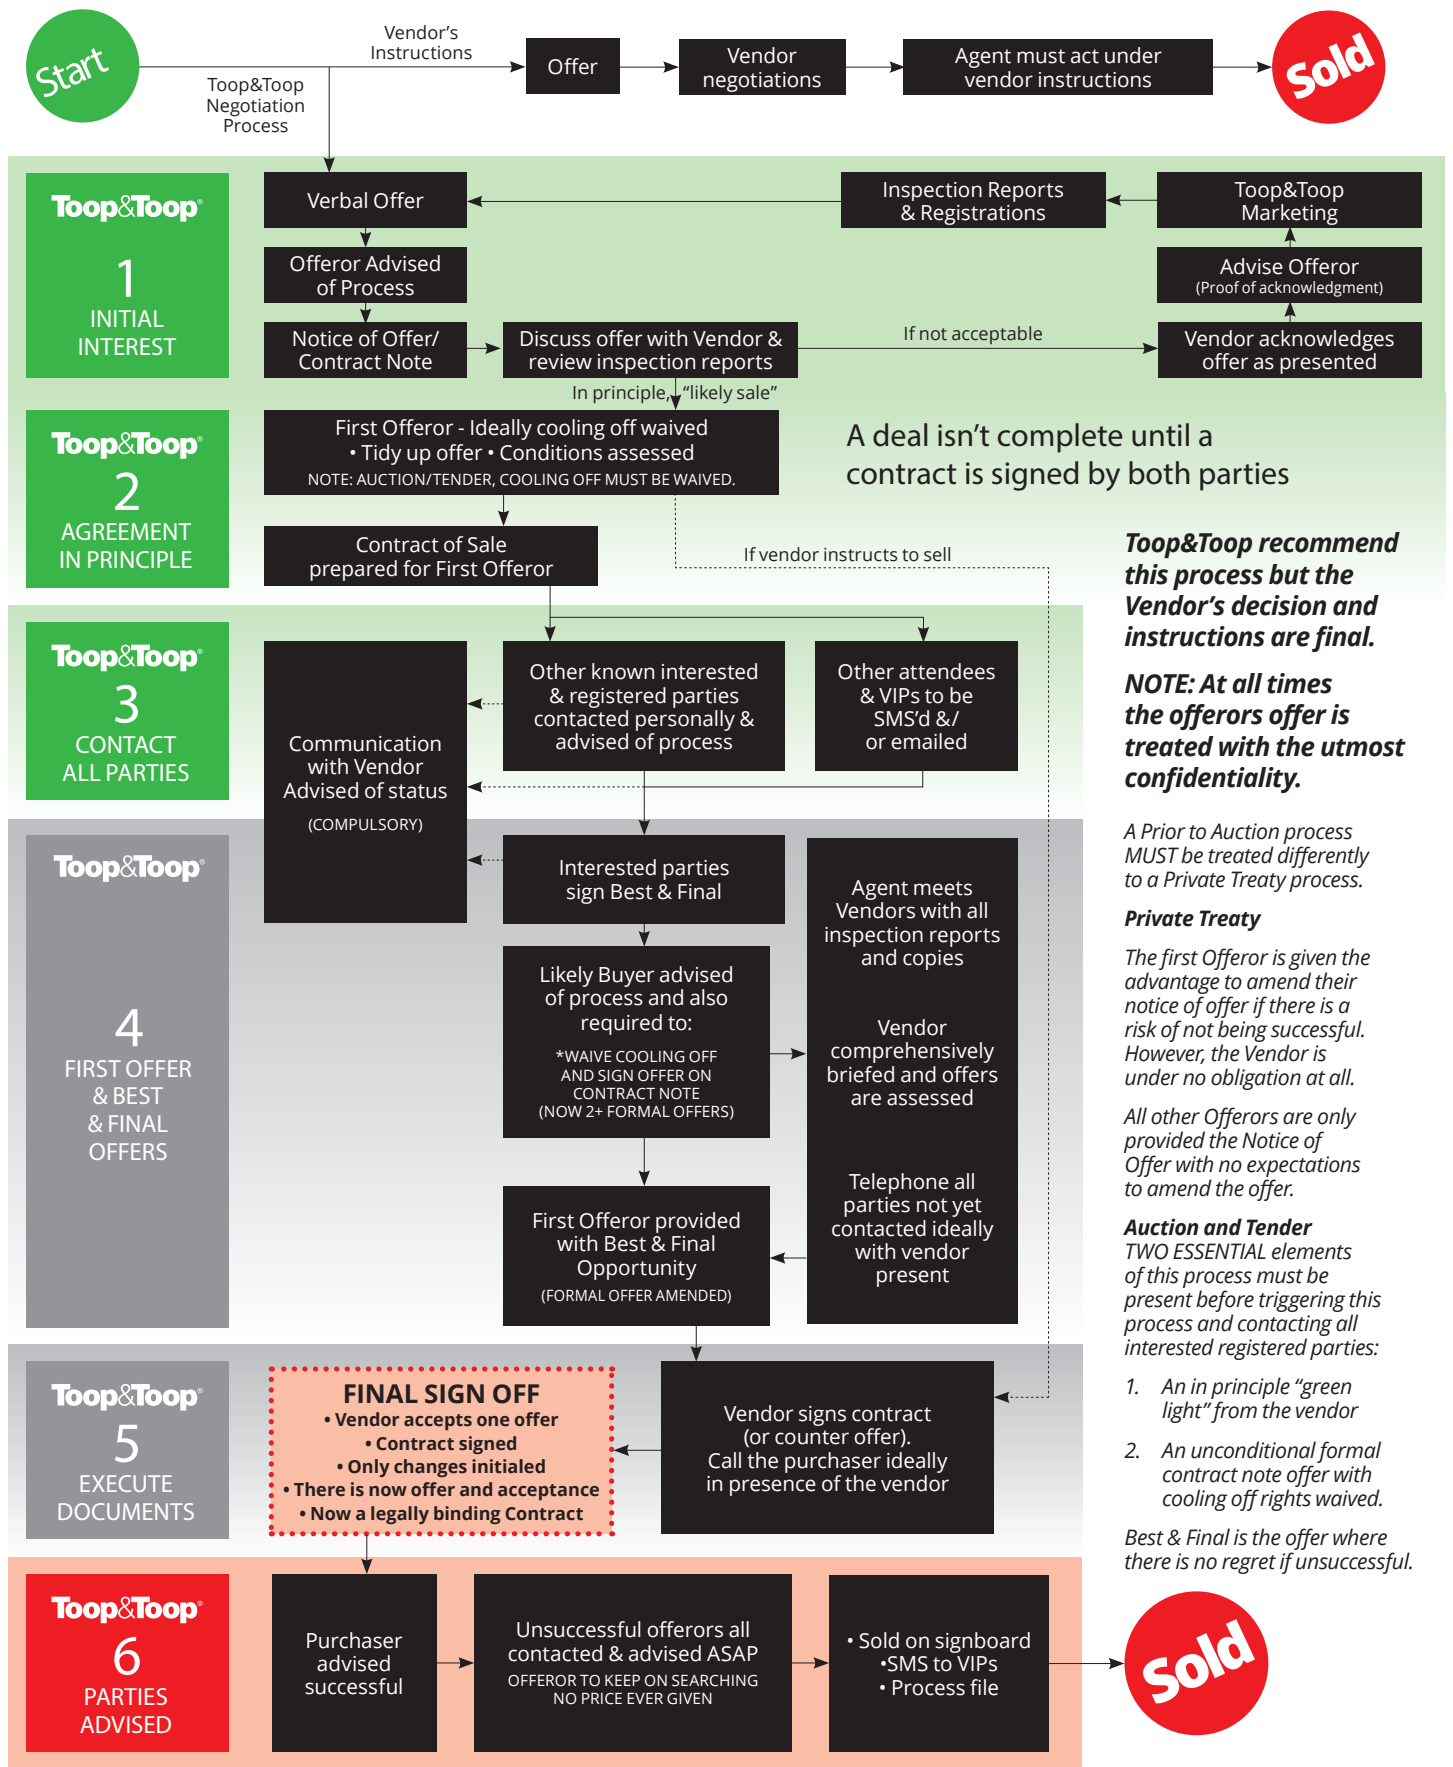 Start
Vendor's
Instructions
Toop&Toop
Negotiation
Process
Offer
Vendor
negotiations
Agent must act under
vendor instructions
Sold
Toop&Toop®
1
INITIAL
INTEREST
Verbal Offer
Offeror Advised
of Process
Notice of Offer/
Contract Note
Discuss offer with Vendor &
review inspection reports
If not acceptable
Vendor acknowledges
offer as presented
Advise Offeror
(Proof of acknowledgment)
Toop&Toop
Marketing
Inspection Reports
& Registrations
In principle, "likely sale"
Toop&Toop®
2
AGREEMENT
IN PRINCIPLE
First Offeror - Ideally cooling off waived
• Tidy up offer • Conditions assessed
NOTE: AUCTION/TENDER, COOLING OFF MUST BE WAIVED.
Contract of Sale
prepared for First Offeror
If vendor instructs to sell
A deal isn't complete until a
contract is signed by both parties
Toop&Toop®
3
CONTACT
ALL PARTIES
Communication
with Vendor
Advised of status
(COMPULSORY)
Other known interested
& registered parties
contacted personally &
advised of process
Other attendees
& VIPs to be
SMS'd &/
or emailed
Toop&Toop®
4
FIRST OFFER
& BEST
& FINAL
OFFERS
Interested parties
sign Best & Final
Likely Buyer advised
of process and also
required to:
*WAIVE COOLING OFF
AND SIGN OFFER ON
CONTRACT NOTE
(NOW 2+ FORMAL OFFERS)
First Offeror provided
with Best & Final
Opportunity
(FORMAL OFFER AMENDED)
Agent meets
Vendors with all
inspection reports
and copies
Vendor
comprehensively
briefed and offers
are assessed
Telephone all
parties not yet
contacted ideally
with vendor
present
Toop&Toop®
5
EXECUTE
DOCUMENTS
FINAL SIGN OFF
• Vendor accepts one offer
• Contract signed
• Only changes initialed
• There is now offer and acceptance
• Now a legally binding Contract
Vendor signs contract
(or counter offer).
Call the purchaser ideally
in presence of the vendor
Toop&Toop®
6
PARTIES
ADVISED
Purchaser
advised
successful
Unsuccessful offerors all
contacted & advised ASAP
OFFEROR TO KEEP ON SEARCHING
NO PRICE EVER GIVEN
• Sold on signboard
•SMS to VIPs
• Process file
Sold
Toop&Toop recommend
this process but the
Vendor's decision and
instructions are final.
NOTE: At all times
the offerors offer is
treated with the utmost
confidentiality.
A Prior to Auction process
MUST be treated differently
to a Private Treaty process.
Private Treaty
The first Offeror is given the
advantage to amend their
notice of offer if there is a
risk of not being successful.
However, the Vendor is
under no obligation at all.
All other Offerors are only
provided the Notice of
Offer with no expectations
to amend the offer.
Auction and Tender
TWO ESSENTIAL elements
of this process must be
present before triggering this
process and contacting all
interested registered parties:
1. An in principle "green
light" from the vendor
2. An unconditional formal
contract note offer with
cooling off rights waived.
Best & Final is the offer where
there is no regret if unsuccessful.